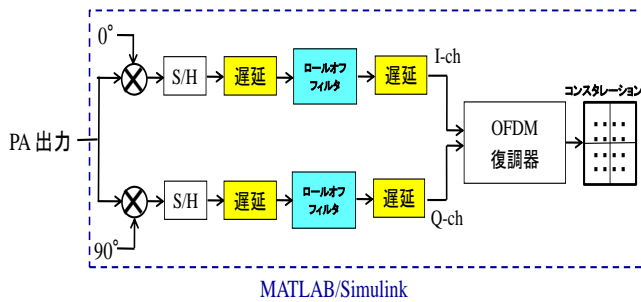 0°
S/H
遅延
ロールオフ
フィルタ
遅延
I-ch
コンスタレーション
PA 出力
OFDM
復調器
S/H
遅延
ロールオフ
フィルタ
遅延
Q-ch
90°
MATLAB/Simulink